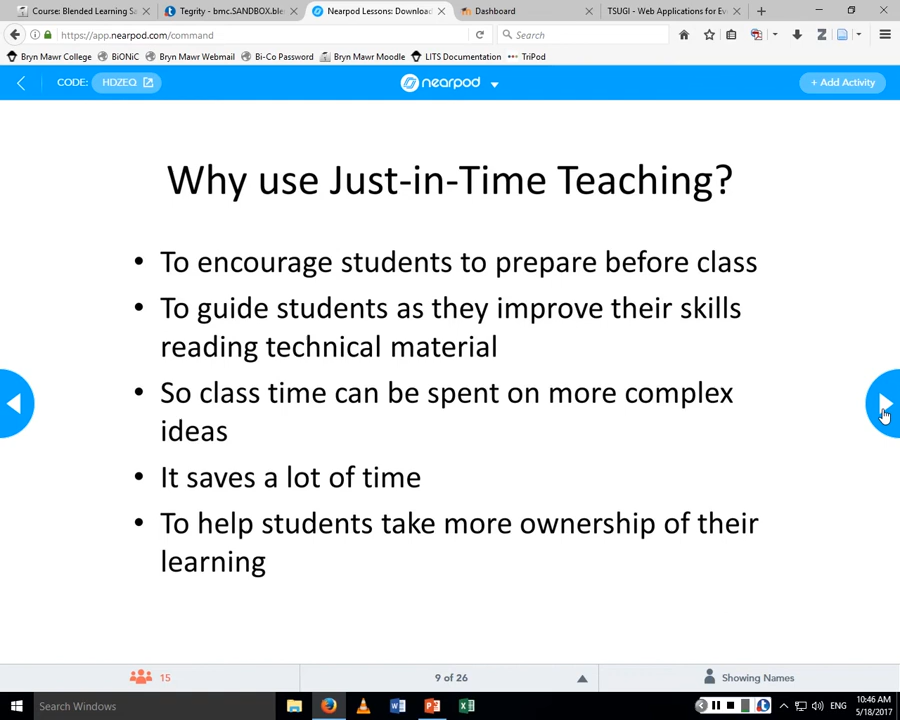 Course: Blended Learning Sa
Tegrity - bmc.SANDBOX.ble
Nearpod Lessons: Download
Dashboard
TSUGI - Web Applications for Ev
https://app.nearpod.com/command
Search
Bryn Mawr College
BiONiC
Bryn Mawr Webmail
Bi-Co Password
Bryn Mawr Moodle
LITS Documentation
TriPod
CODE: HDZEQ
nearpod
+ Add Activity
Why use Just-in-Time Teaching?
• To encourage students to prepare before class
• To guide students as they improve their skills
reading technical material
• So class time can be spent on more complex
ideas
• It saves a lot of time
• To help students take more ownership of their
learning
15
9 of 26
Showing Names
Search Windows
ENG
10:46 AM
5/18/2017